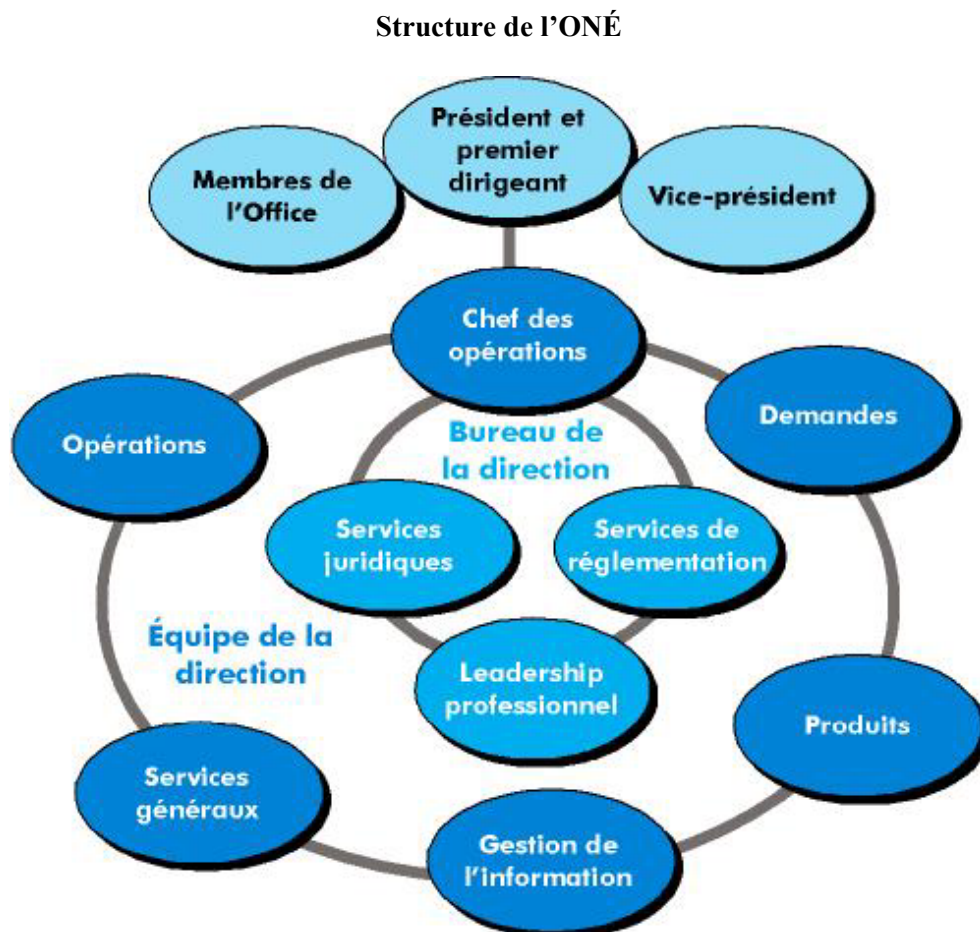 Structure de l’ONÉ
Président et
premier
dirigeant
Membres de
l’Office
Vice-président
Chef des
opérations
Opérations
Demandes
Bureau de
la direction
Services
juridiques
Services de
réglementation
Équipe de la
direction
Leadership
professionnel
Produits
Services
généraux
Gestion de
l’information